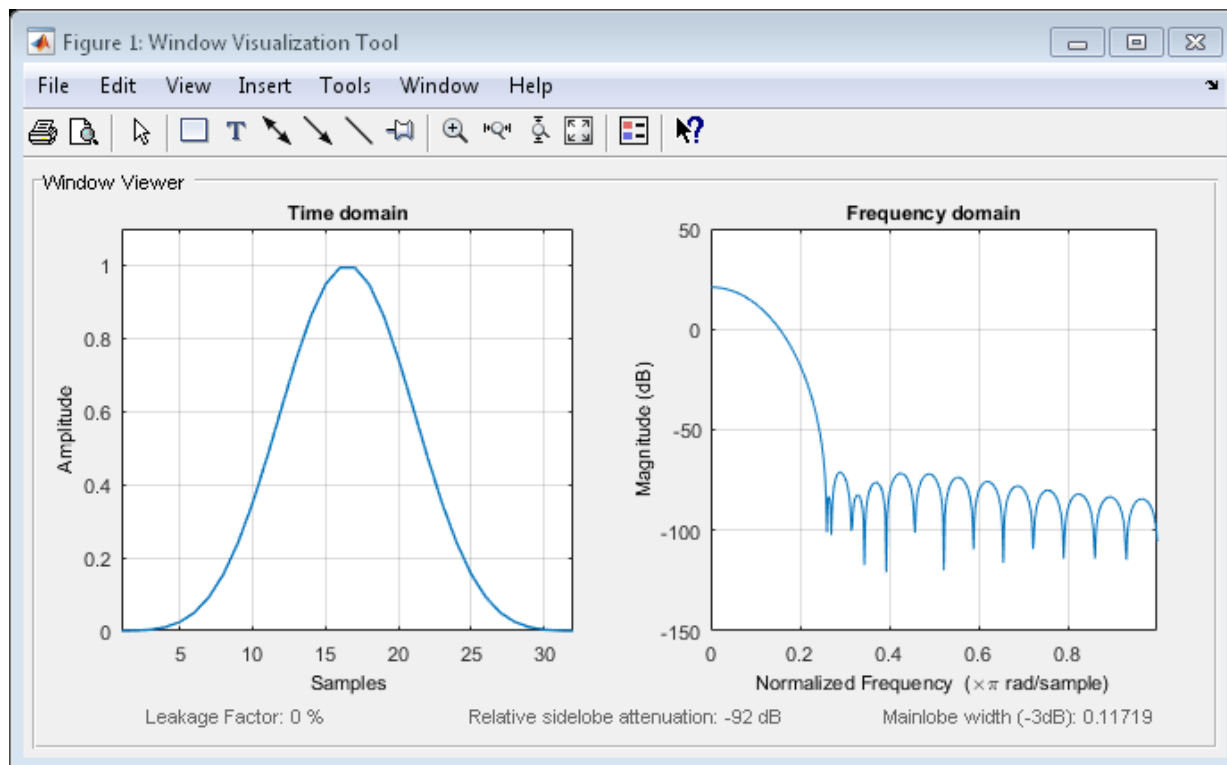 Figure 1: Window Visualization Tool
File Edit View Insert Tools Window Help
T
Window Viewer
Time domain
Amplitude
1
0.8
0.6
0.4
0.2
0
5 10 15 20 25 30
Samples
Frequency domain
Magnitude (dB)
50
0
-50
-100
-150
0 0.2 0.4 0.6 0.8
Normalized Frequency (×π rad/sample)
Leakage Factor: 0 % Relative sidelobe attenuation: -92 dB Mainlobe width (-3dB): 0.11719